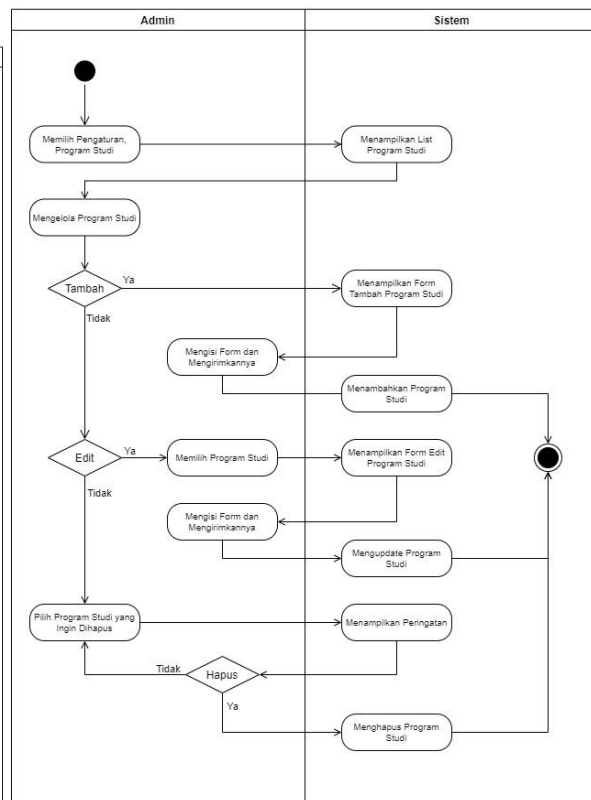 Admin
Sistem
Memilih Pengaturan,
Program Studi
Menampilkan List
Program Studi
Mengelola Program Studi
Tambah
Ya
Menampilkan Form
Tambah Program Studi
Tidak
Mengisi Form dan
Mengirimkannya
Menambahkan Program
Studi
Edit
Ya
Memilih Program Studi
Menampilkan Form Edit
Program Studi
Tidak
Mengisi Form dan
Mengirimkannya
Mengupdate Program
Studi
Pilih Program Studi yang
Ingin Dihapus
Menampilkan Peringatan
Tidak
Hapus
Ya
Menghapus Program
Studi